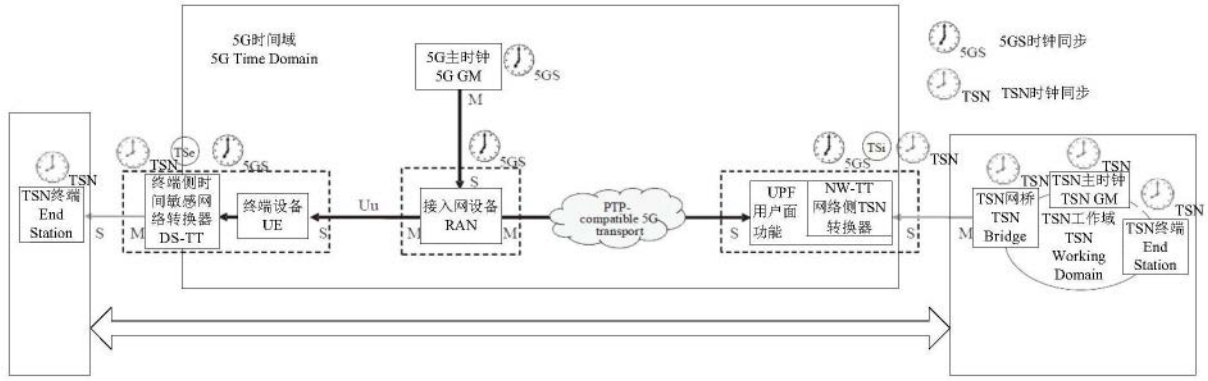 5G时间域
5G Time Domain
5G主时钟
5G GM
5GS
M
5GS
5GS时钟同步
TSN
TSN时钟同步
TSN
TSN终端
End
Station
S
M
TSN
TSe
5GS
终端侧时
间敏感网
络转换器
DS-TT
终端设备
UE
S
Uu
5GS
S
接入网设备
RAN
M
M
PTP-
compatible 5G
transport
5GS
TSi
TSN
UPF
用户面
功能
NW-TT
网络侧TSN
转换器
S
S
M
TSN
TSN网桥
TSN
Bridge
TSN
TSN主时钟
TSN GM
TSN工作域
TSN
Working
Domain
TSN
TSN终端
End
Station